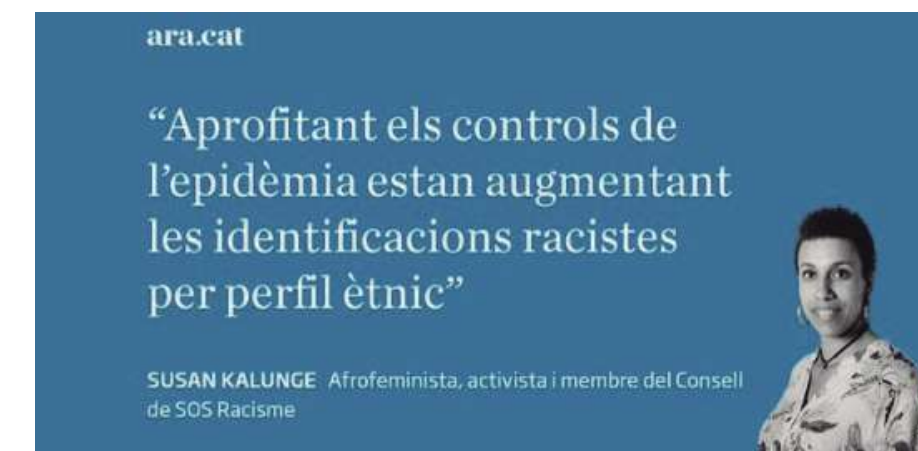 ara.cat
“Aprofitant els controls de
l’epidèmia estan augmentant
les identificacions racistes
per perfil ètnic”
SUSAN KALUNGE Afrofeminista, activista i membre del Consell
de SOS Racisme